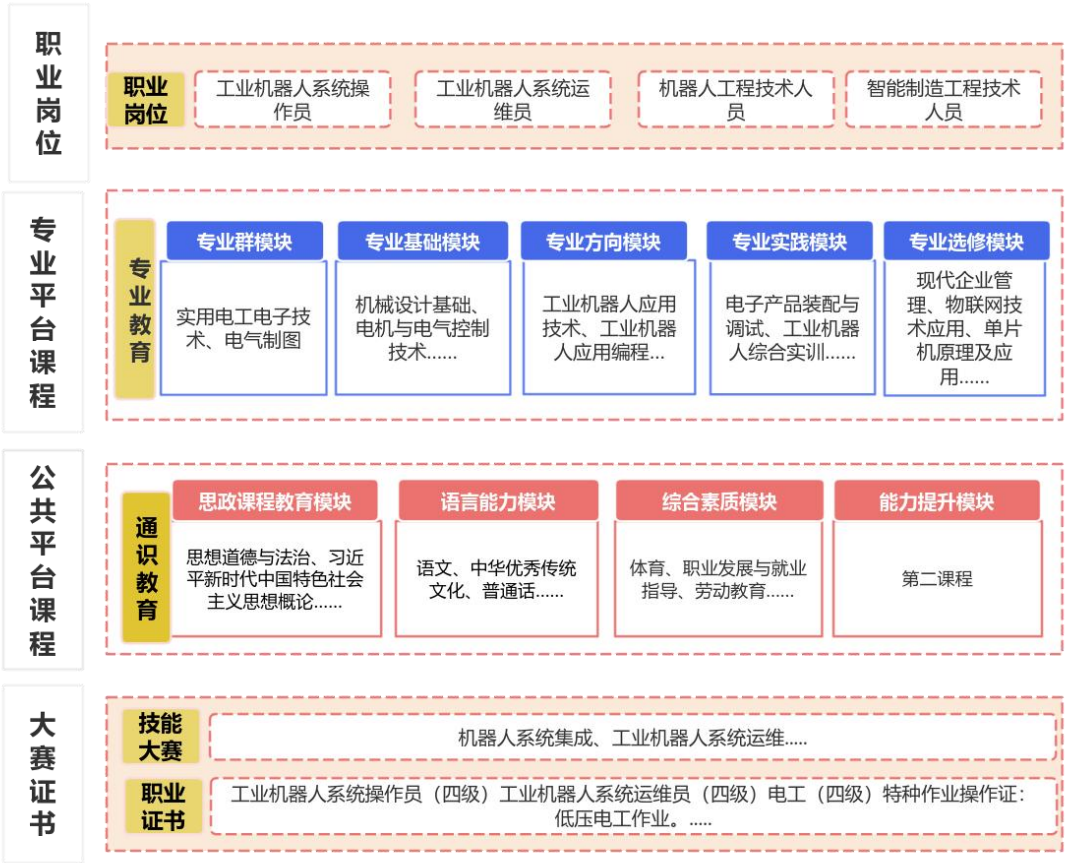 职业岗位
职业
岗位
工业机器人系统操
作员
工业机器人系统运
维员
机器人工程技术人
员
智能制造工程技术
人员
专业平台课程
专业教育
专业群模块
实用电工电子技
术、电气制图
专业基础模块
机械设计基础、
电机与电气控制
技术......
专业方向模块
工业机器人应用
技术、工业机器
人应用编程...
专业实践模块
电子产品装配与
调试、工业机器
人综合实训......
专业选修模块
现代企业管
理、物联网技
术应用、单片
机原理及应
用......
公共平台课程
通识教育
思政课程教育模块
思想道德与法治、习近
平新时代中国特色社会
主义思想概论......
语言能力模块
语文、中华优秀传统
文化、普通话......
综合素质模块
体育、职业发展与就业
指导、劳动教育......
能力提升模块
第二课程
大赛证书
技能
大赛
机器人系统集成、工业机器人系统运维.....
职业
证书
工业机器人系统操作员（四级）工业机器人系统运维员（四级）电工（四级）特种作业操作证：
低压电工作业。.....